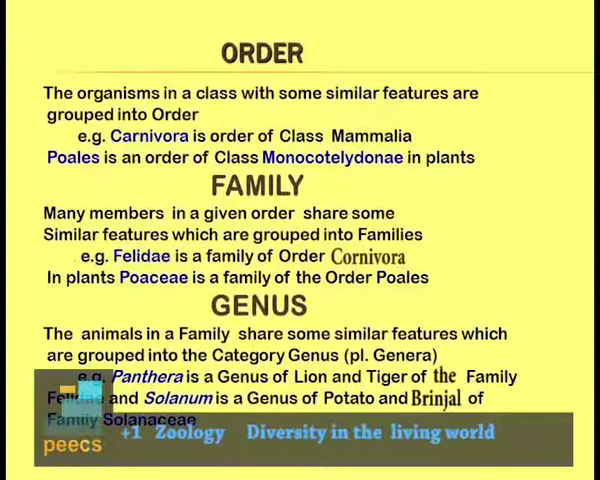 ORDER
The organisms in a class with some similar features are
grouped into Order
e.g. Carnivora is order of Class Mammalia
Poales is an order of Class Monocotelydonae in plants
FAMILY
Many members in a given order share some
Similar features which are grouped into Families
e.g. Felidae is a family of Order Cornivora
In plants Poaceae is a family of the Order Poales
GENUS
The animals in a Family share some similar features which
are grouped into the Category Genus (pl. Genera)
e.g. Panthera is a Genus of Lion and Tiger of the Family
Felidae and Solanum is a Genus of Potato and Brinjal of
Family Solanaceae
peecs
+1 Zoology Diversity in the living world